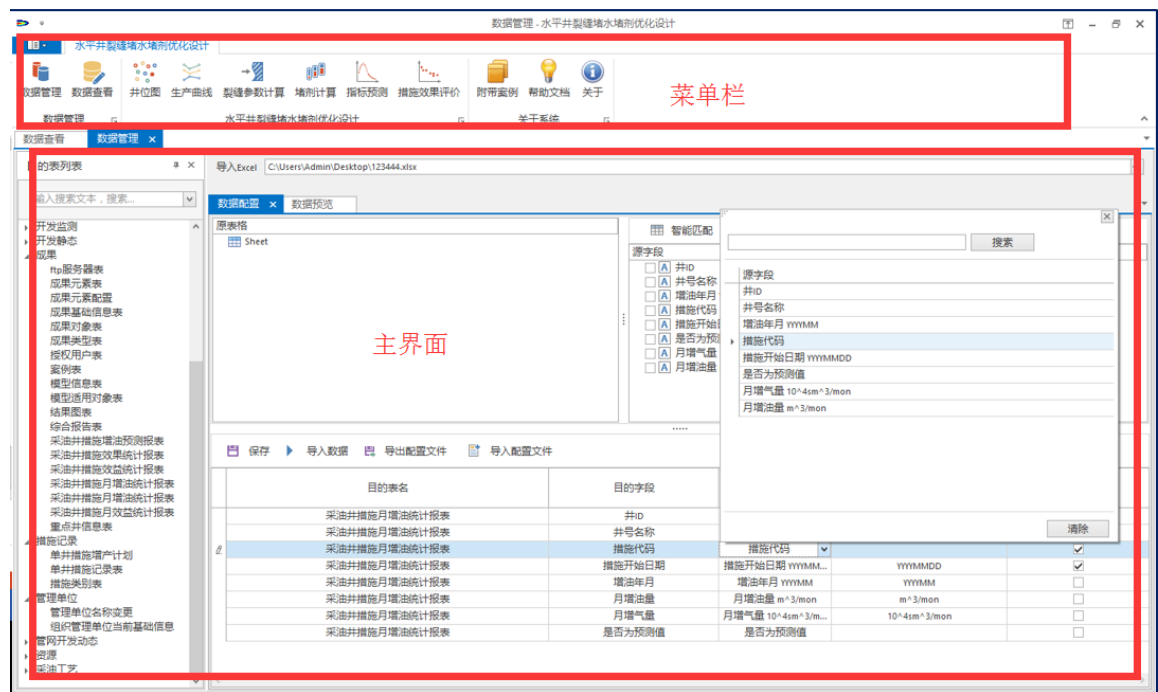 数据管理 - 水平井裂缝堵水堵剂优化设计
水平井裂缝堵水堵剂优化设计
数据管理 数据查看 井位图 生产曲线 裂缝参数计算 堵剂计算 指标预测 措施效果评价 附带案例 帮助文档 关于
菜单栏
数据管理 水平井裂缝堵水堵剂优化设计 关于系统
数据查看 数据管理
目的表列表
导入Excel C:\Users\Admin\Desktop\123444.xlsx
输入搜索文本，搜索...
数据配置 数据预览
原表格
Sheet
智能匹配
源字段
井ID
井号名称
增油年月
措施代码
措施开始日
是否为预测
月增气量
月增油量
搜索
源字段
井ID
井号名称
增油年月 YYYYMM
措施代码
措施开始日期 YYYYMMDD
是否为预测值
月增气量 10^4sm^3/mon
月增油量 m^3/mon
清除
主界面
开发监测
开发静态
成果
ftp服务器表
成果元素表
成果元素配置
成果基础信息表
成果对象表
成果类型表
授权用户表
案例表
模型信息表
模型适用对象表
结果图表
综合报告表
采油井措施增油预测报表
采油井措施效果统计报表
采油井措施效益统计报表
采油井措施月增油统计报表
采油井措施月增油统计报表
采油井措施月效益统计报表
重点井信息表
措施记录
单井措施增产计划
单井措施记录表
措施类别表
管理单位
管理单位名称变更
组织管理单位当前基础信息
管网开发动态
资源
采油工艺
保存 导入数据 导出配置文件 导入配置文件
目的表名 目的字段
采油井措施月增油统计报表 井ID
采油井措施月增油统计报表 井号名称
采油井措施月增油统计报表 措施代码 措施代码
采油井措施月增油统计报表 措施开始日期 措施开始日期 YYYYMM... YYYYMMDD
采油井措施月增油统计报表 增油年月 增油年月 YYYYMM YYYYMM
采油井措施月增油统计报表 月增油量 月增油量 m^3/mon m^3/mon
采油井措施月增油统计报表 月增气量 月增气量 10^4sm^3/m... 10^4sm^3/mon
采油井措施月增油统计报表 是否为预测值 是否为预测值